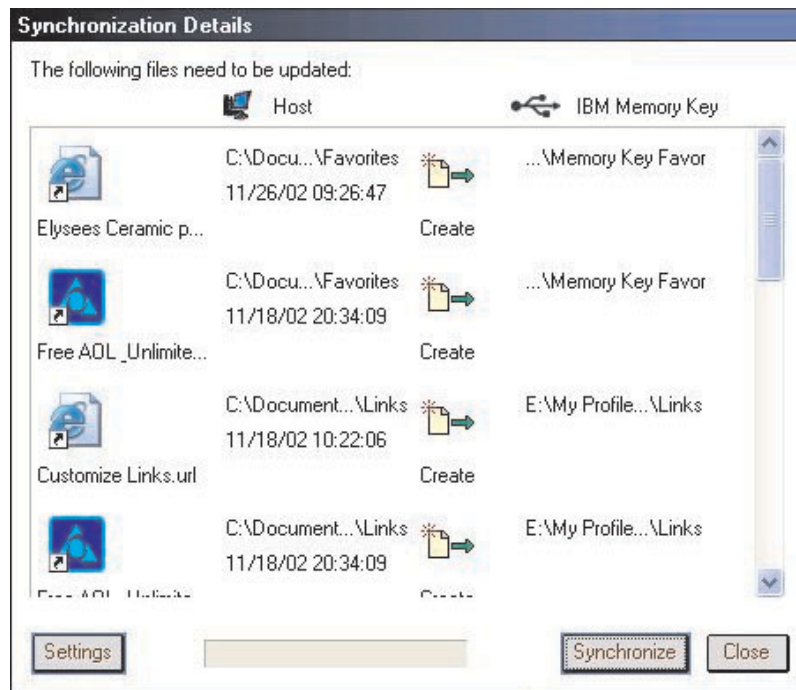 Synchronization Details
The following files need to be updated:
Host IBM Memory Key
C:\Docu...\Favorites ...\Memory Key Favor
11/26/02 09:26:47
Elysees Ceramic p... Create
C:\Docu...\Favorites ...\Memory Key Favor
11/18/02 20:34:09
Free AOL_Unlimite... Create
C:\Document...\Links E:\My Profile...\Links
11/18/02 10:22:06
Customize Links.url Create
C:\Document...\Links E:\My Profile...\Links
11/18/02 20:34:09
Settings Synchronize Close